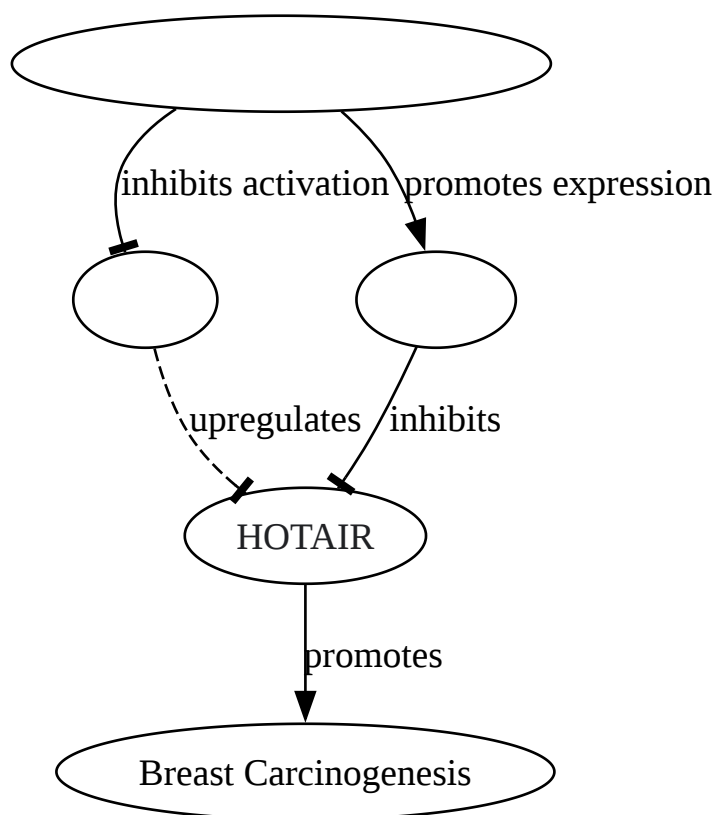 inhibits activation
promotes expression
upregulates
inhibits
HOTAIR
promotes
Breast Carcinogenesis